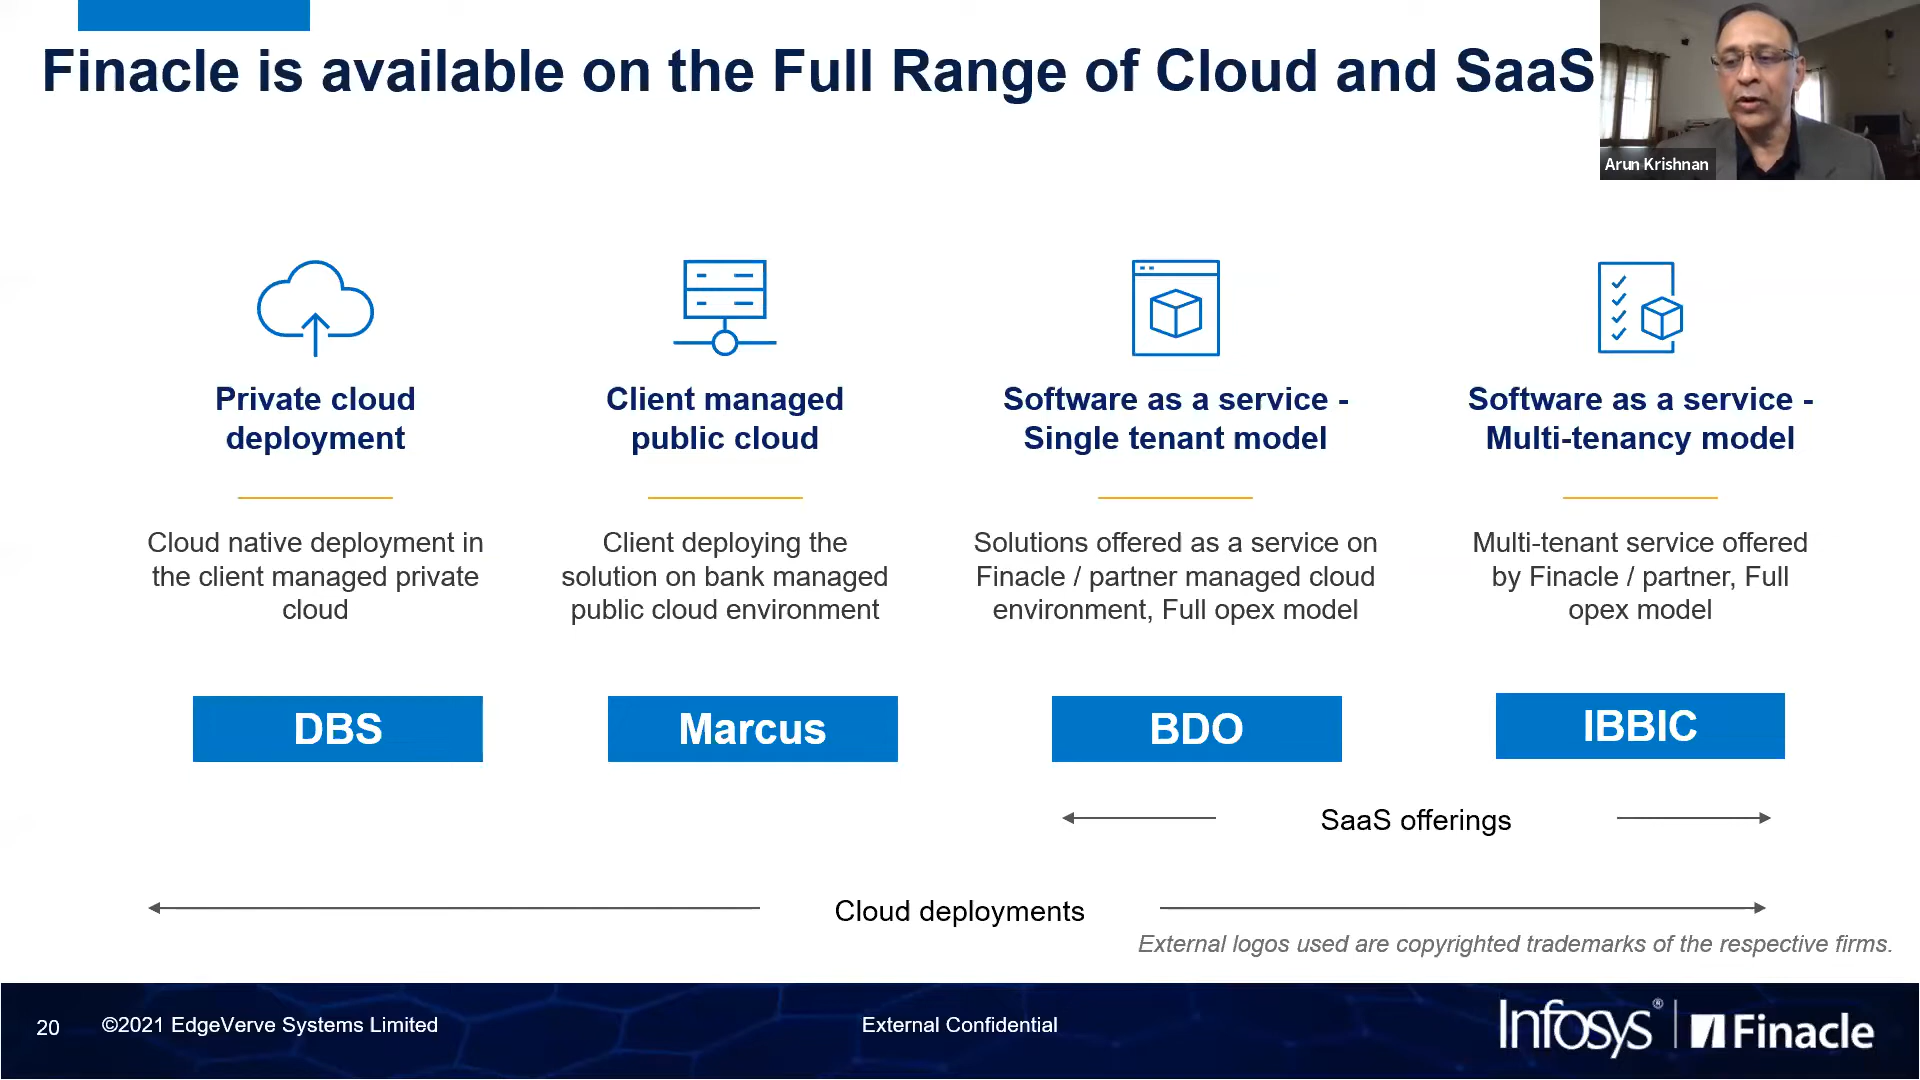 Finacle is available on the Full Range of Cloud and SaaS
Arun Krishnan
Private cloud
deployment
Cloud native deployment in
the client managed private
cloud
DBS
Client managed
public cloud
Client deploying the
solution on bank managed
public cloud environment
Marcus
Software as a service -
Single tenant model
Solutions offered as a service on
Finacle / partner managed cloud
environment, Full opex model
BDO
Software as a service -
Multi-tenancy model
Multi-tenant service offered
by Finacle / partner, Full
opex model
IBBIC
SaaS offerings
Cloud deployments
External logos used are copyrighted trademarks of the respective firms.
20
©2021 EdgeVerve Systems Limited
External Confidential
Infosys® | Finacle